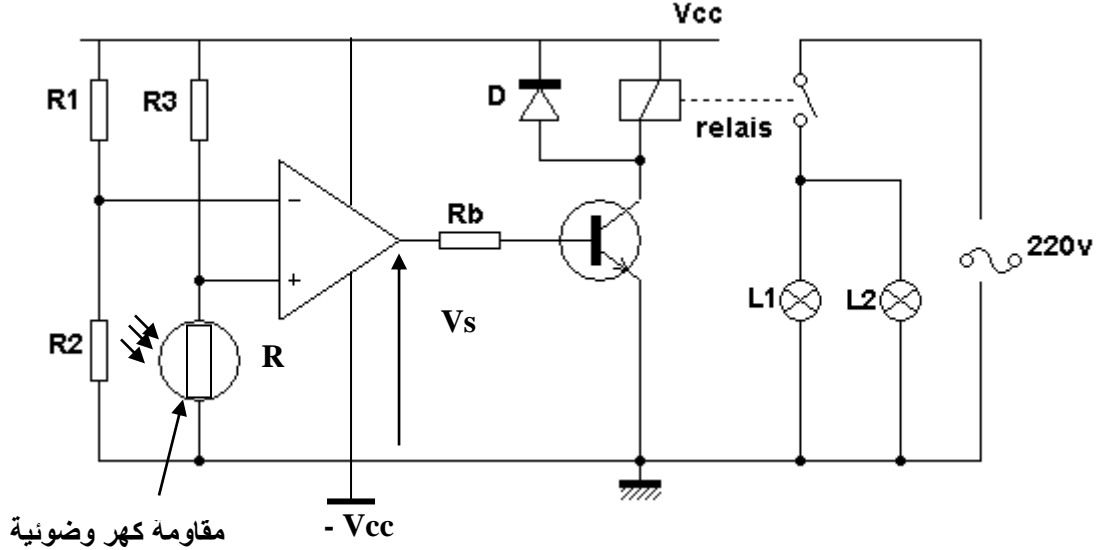 Vcc
R1
R3
D
relais
−
Rb
220v
+
L1
L2
Vs
R2
R
- Vcc
مقاومة كهر وضوئية